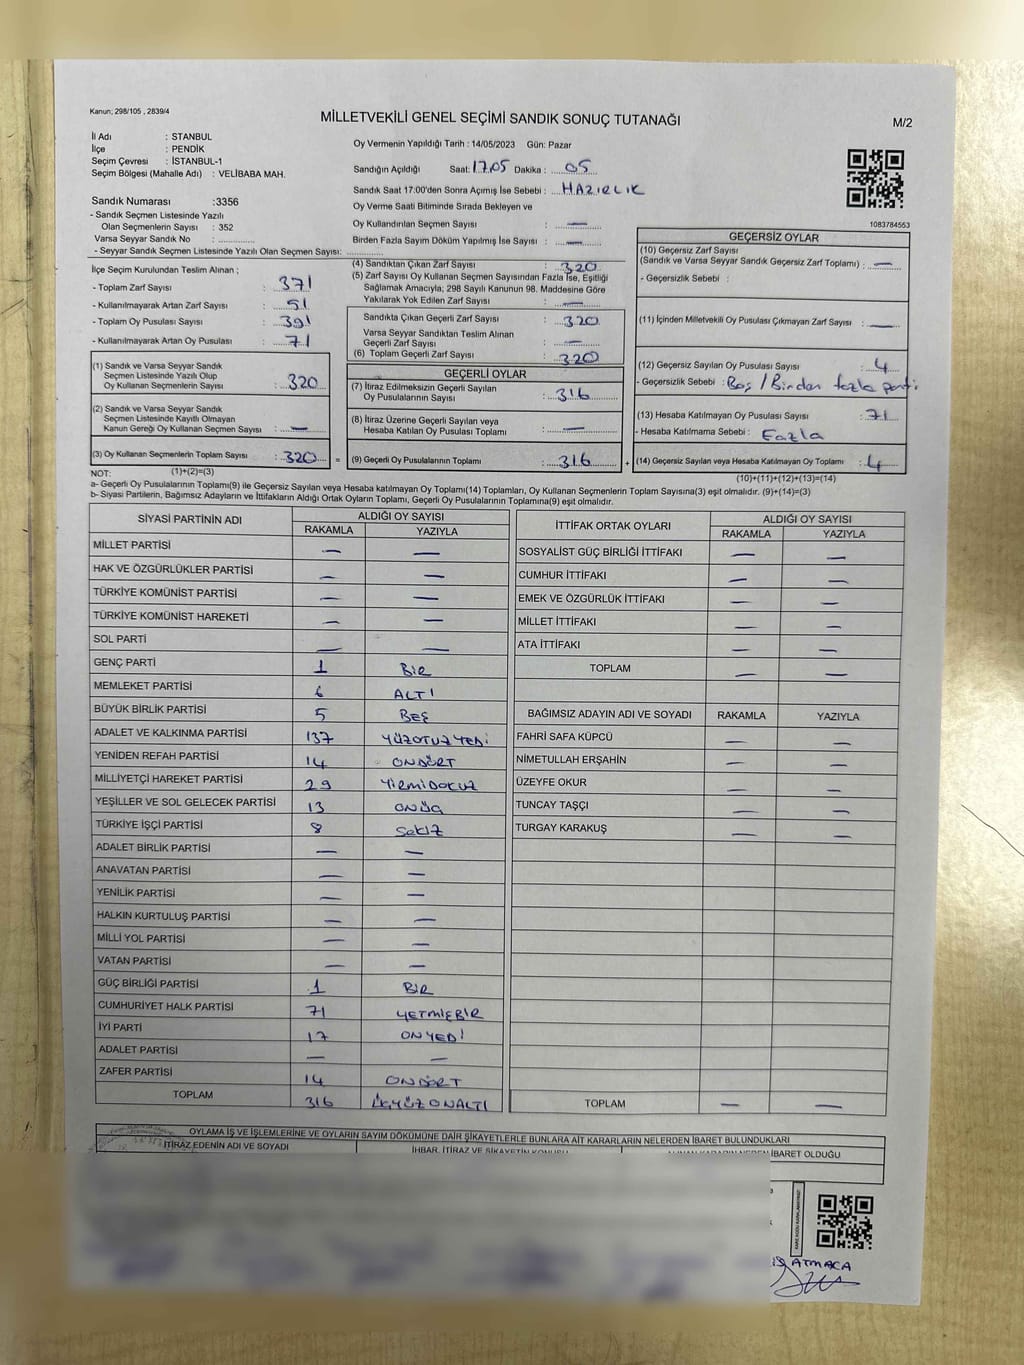 Kanun; 298/105 , 2839/4
MİLLETVEKİLİ GENEL SEÇİMİ SANDIK SONUÇ TUTANAĞI
M/2
İl Adı : STANBUL
İlçe : PENDİK
Seçim Çevresi : İSTANBUL-1
Seçim Bölgesi (Mahalle Adı) : VELİBABA MAH.
Oy Vermenin Yapıldığı Tarih : 14/05/2023 Gün: Pazar
Sandığın Açıldığı Saat: 17.05 Dakika : 05
Sandık Saat 17:00'den Sonra Açımış İse Sebebi : HAZIRLIK
Oy Verme Saati Bitiminde Sırada Bekleyen ve
Oy Kullandırılan Seçmen Sayısı : —
Birden Fazla Sayım Döküm Yapılmış İse Sayısı : —
Sandık Numarası :3356
- Sandık Seçmen Listesinde Yazılı
Olan Seçmenlerin Sayısı : 352
Varsa Seyyar Sandık No :
- Seyyar Sandık Seçmen Listesinde Yazılı Olan Seçmen Sayısı:
1083784553
İlçe Seçim Kurulundan Teslim Alınan ;
- Toplam Zarf Sayısı : 371
- Kullanılmayarak Artan Zarf Sayısı : 51
- Toplam Oy Pusulası Sayısı : 391
- Kullanılmayarak Artan Oy Pusulası : 71
(1) Sandık ve Varsa Seyyar Sandık
Seçmen Listesinde Yazılı Olup
Oy Kullanan Seçmenlerin Sayısı : 320
(2) Sandık ve Varsa Seyyar Sandık
Seçmen Listesinde Kayıtlı Olmayan
Kanun Gereği Oy Kullanan Seçmen Sayısı : —
(3) Oy Kullanan Seçmenlerin Toplam Sayısı : 320 =
(4) Sandıktan Çıkan Zarf Sayısı : 320
(5) Zarf Sayısı Oy Kullanan Seçmen Sayısından Fazla İse, Eşitliği
Sağlamak Amacıyla; 298 Sayılı Kanunun 98. Maddesine Göre
Yakılarak Yok Edilen Zarf Sayısı : —
Sandıkta Çıkan Geçerli Zarf Sayısı : 320
Varsa Seyyar Sandıktan Teslim Alınan
Geçerli Zarf Sayısı : —
(6) Toplam Geçerli Zarf Sayısı : 320
GEÇERLİ OYLAR
(7) İtiraz Edilmeksizin Geçerli Sayılan
Oy Pusulalarının Sayısı : 316
(8) İtiraz Üzerine Geçerli Sayılan veya
Hesaba Katılan Oy Pusulası Toplamı : —
(9) Geçerli Oy Pusulalarının Toplamı : 316 +
GEÇERSİZ OYLAR
(10) Geçersiz Zarf Sayısı
(Sandık ve Varsa Seyyar Sandık Geçersiz Zarf Toplamı) : —
- Geçersizlik Sebebi :
(11) İçinden Milletvekili Oy Pusulası Çıkmayan Zarf Sayısı : —
(12) Geçersiz Sayılan Oy Pusulası Sayısı : 4
- Geçersizlik Sebebi : Boş / Birden fazla parti
(13) Hesaba Katılmayan Oy Pusulası Sayısı : 71
- Hesaba Katılmama Sebebi : Fazla
(14) Geçersiz Sayılan veya Hesaba Katılmayan Oy Toplamı : 4
NOT: (1)+(2)=(3)
(10)+(11)+(12)+(13)=(14)
a- Geçerli Oy Pusulalarının Toplamı(9) ile Geçersiz Sayılan veya Hesaba katılmayan Oy Toplamı(14) Toplamları, Oy Kullanan Seçmenlerin Toplam Sayısına(3) eşit olmalıdır. (9)+(14)=(3)
b- Siyasi Partilerin, Bağımsız Adayların ve İttifakların Aldığı Ortak Oyların Toplamı, Geçerli Oy Pusulalarının Toplamına(9) eşit olmalıdır.
SİYASİ PARTİNİN ADI ALDIĞI OY SAYISI
RAKAMLA YAZIYLA
MİLLET PARTİSİ — —
HAK VE ÖZGÜRLÜKLER PARTİSİ — —
TÜRKİYE KOMÜNİST PARTİSİ — —
TÜRKİYE KOMÜNİST HAREKETİ — —
SOL PARTİ — —
GENÇ PARTİ 1 BİR
MEMLEKET PARTİSİ 6 ALTI
BÜYÜK BİRLİK PARTİSİ 5 BEŞ
ADALET VE KALKINMA PARTİSİ 137 YÜZOTUZYEDİ
YENİDEN REFAH PARTİSİ 14 ONDÖRT
MİLLİYETÇİ HAREKET PARTİSİ 29 YİRMİDOKUZ
YEŞİLLER VE SOL GELECEK PARTİSİ 13 ONÜÇ
TÜRKİYE İŞÇİ PARTİSİ 8 SEKİZ
ADALET BİRLİK PARTİSİ — —
ANAVATAN PARTİSİ — —
YENİLİK PARTİSİ — —
HALKIN KURTULUŞ PARTİSİ — —
MİLLİ YOL PARTİSİ — —
VATAN PARTİSİ — —
GÜÇ BİRLİĞİ PARTİSİ 1 BİR
CUMHURİYET HALK PARTİSİ 71 YETMİŞBİR
İYİ PARTİ 17 ONYEDİ
ADALET PARTİSİ — —
ZAFER PARTİSİ 14 ONDÖRT
TOPLAM 316 ÜÇYÜZONALTI
İTTİFAK ORTAK OYLARI ALDIĞI OY SAYISI
RAKAMLA YAZIYLA
SOSYALİST GÜÇ BİRLİĞİ İTTİFAKI — —
CUMHUR İTTİFAKI — —
EMEK VE ÖZGÜRLÜK İTTİFAKI — —
MİLLET İTTİFAKI — —
ATA İTTİFAKI — —
TOPLAM — —
BAĞIMSIZ ADAYIN ADI VE SOYADI RAKAMLA YAZIYLA
FAHRİ SAFA KÜPCÜ — —
NİMETULLAH ERŞAHİN — —
ÜZEYFE OKUR — —
TUNCAY TAŞÇI — —
TURGAY KARAKUŞ — —
TOPLAM — —
OYLAMA İŞ VE İŞLEMLERİNE VE OYLARIN SAYIM DÖKÜMÜNE DAİR ŞİKAYETLERLE BUNLARA AİT KARARLARIN NELERDEN İBARET BULUNDUKLARI
İTİRAZ EDENİN ADI VE SOYADI İHBAR, İTİRAZ VE ŞİKAYETİN KONUSU İBARET OLDUĞU
ATMACA